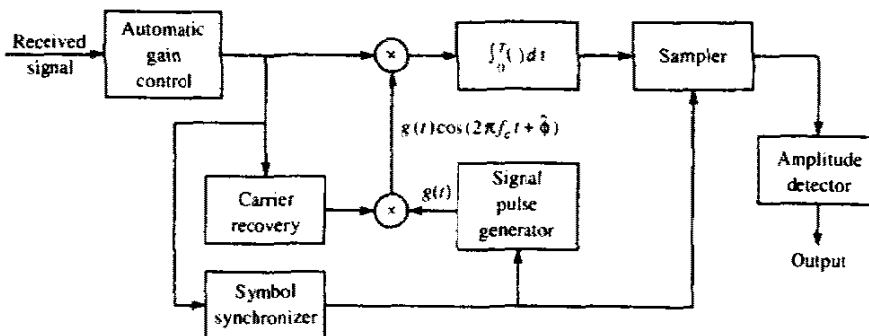 Received
signal
Automatic
gain
control
×
∫₀ᵀ( )dt
Sampler
g(t)cos(2πf_c t + φ̂)
Amplitude
detector
Carrier
recovery
×
g(t)
Signal
pulse
generator
Output
Symbol
synchronizer